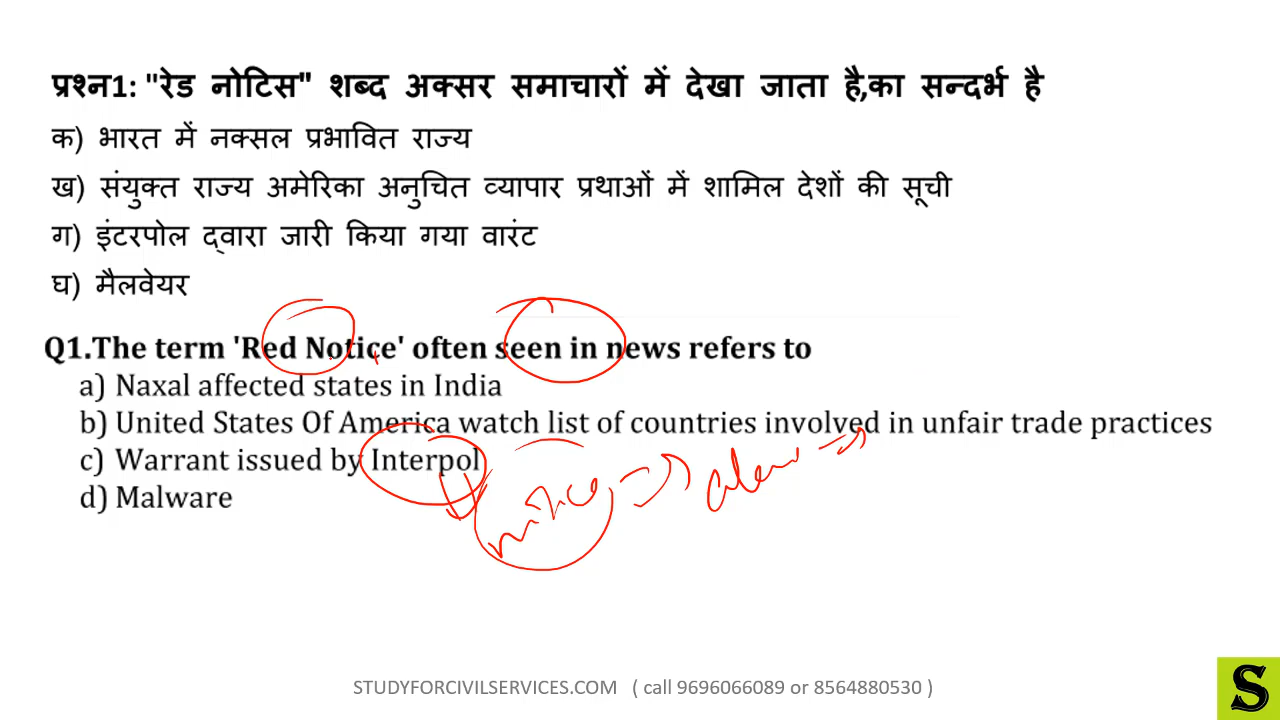 प्रश्न1: "रेड नोटिस" शब्द अक्सर समाचारों में देखा जाता है,का सन्दर्भ है
क) भारत में नक्सल प्रभावित राज्य
ख) संयुक्त राज्य अमेरिका अनुचित व्यापार प्रथाओं में शामिल देशों की सूची
ग) इंटरपोल द्वारा जारी किया गया वारंट
घ) मैलवेयर
Q1.The term 'Red Notice' often seen in news refers to
a) Naxal affected states in India
b) United States Of America watch list of countries involved in unfair trade practices
c) Warrant issued by Interpol
d) Malware
notice
STUDYFORCIVILSERVICES.COM ( call 9696066089 or 8564880530 )
S